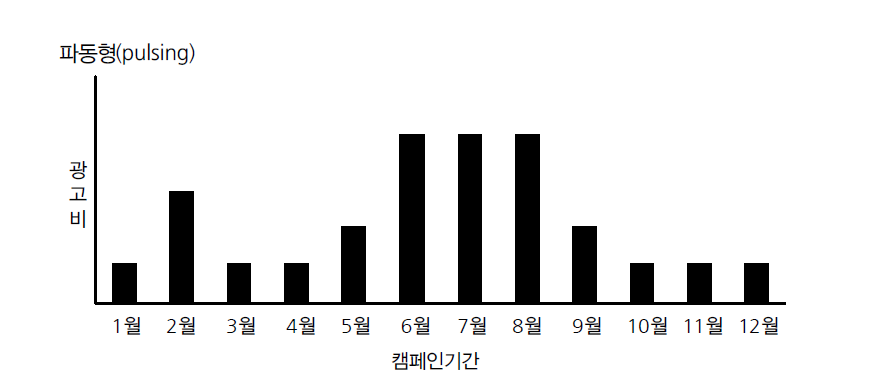 파동형(pulsing)
광
고
비
1월 2월 3월 4월 5월 6월 7월 8월 9월 10월 11월 12월
캠페인기간